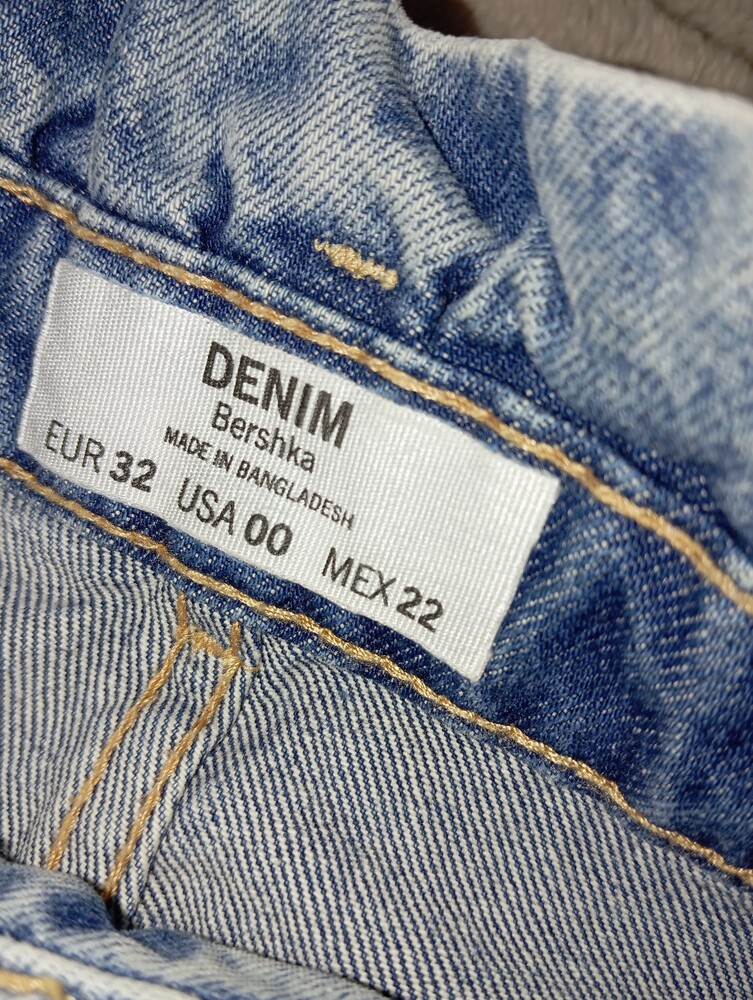 DENIM
Bershka
MADE IN BANGLADESH
EUR 32 USA 00 MEX 22